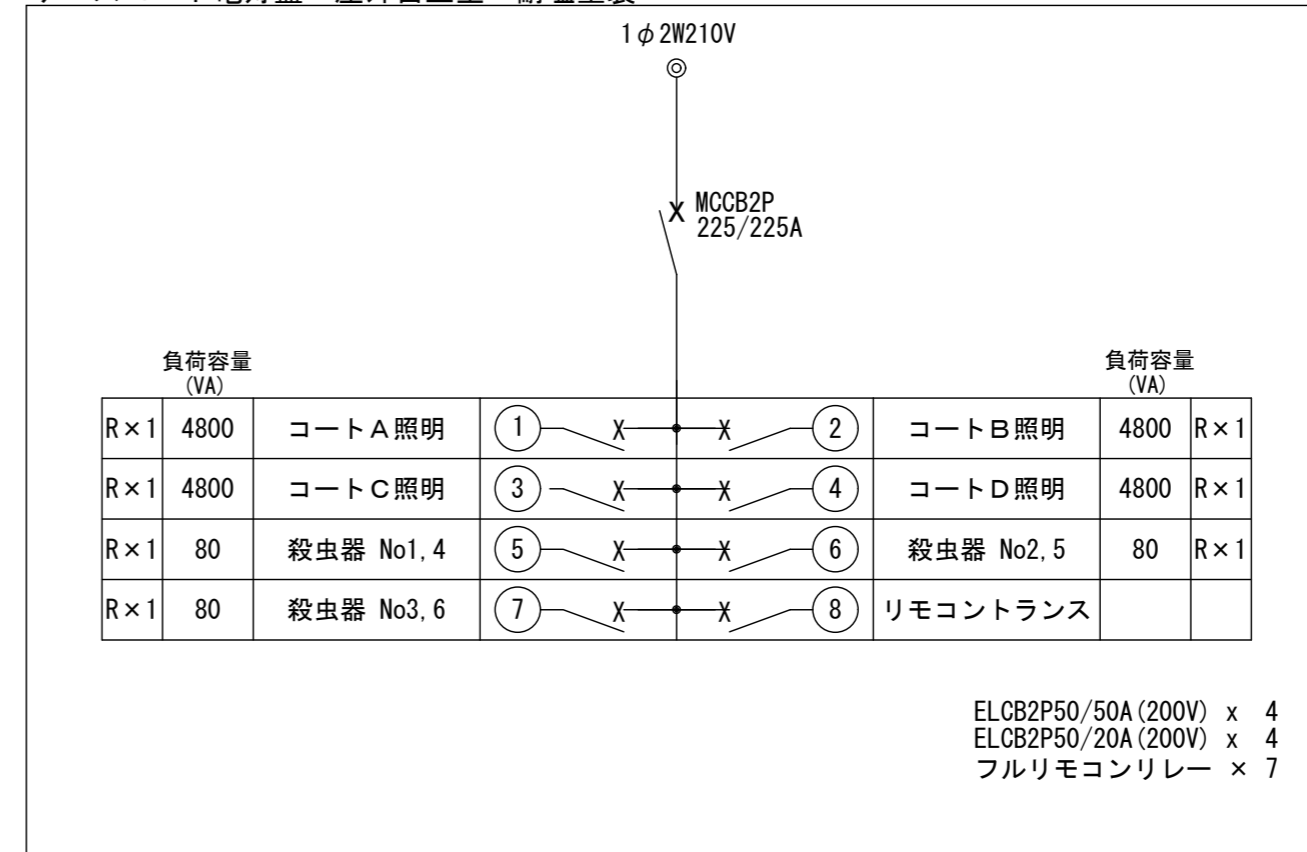 1φ2W210V
MCCB2P
225/225A
負荷容量
(VA)
負荷容量
(VA)
R×1 4800 コートA照明 1 X X 2 コートB照明 4800 R×1
R×1 4800 コートC照明 3 X X 4 コートD照明 4800 R×1
R×1 80 殺虫器 No1,4 5 X X 6 殺虫器 No2,5 80 R×1
R×1 80 殺虫器 No3,6 7 X X 8 リモコントランス
ELCB2P50/50A(200V) x 4
ELCB2P50/20A(200V) x 4
フルリモコンリレー × 7